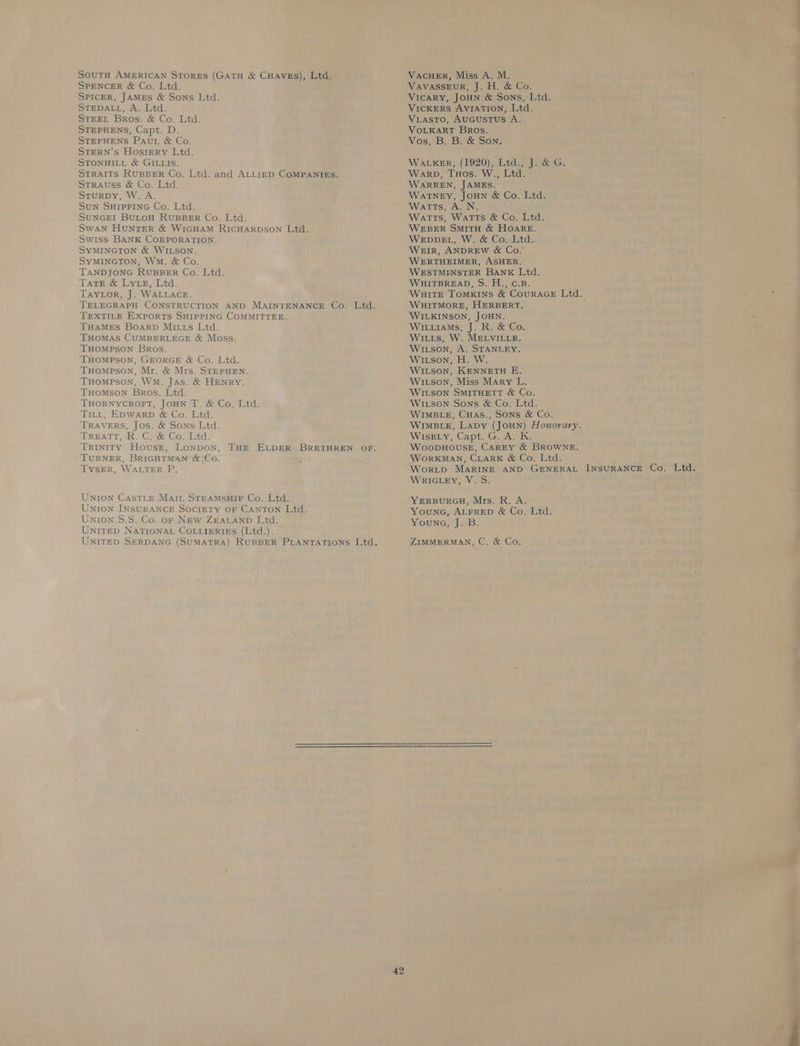 SOUTH AMERICAN STORES (GATH & CHAVES), Ltd.
SPENCER & Co. Ltd.
SPICER, JAMES & SONS Ltd.
STEDALL, A. Ltd.
STEEL BROS. & Co. Ltd.
STEPHENS, Capt. D.
STEPHENS PAUL & Co.
STERN'S HOSIERY Ltd.
STONHILL & GILLIS.
STRAITS RUBBER Co. Ltd. and ALLIED COMPANIES.
STRAUSS & Co. Ltd.
STURDY, W. A.
SUN SHIPPING Co. Ltd.
SUNGEI BULOH RUBBER Co. Ltd.
SWAN HUNTER & WIGHAM RICHARDSON Ltd.
SWISS BANK CORPORATION.
SYMINGTON & WILSON.
SYMINGTON, WM. & Co.
TANDJONG RUBBER Co. Ltd.
TATE & LYLE, Ltd.
TAYLOR, J. WALLACE.
TELEGRAPH CONSTRUCTION AND MAINTENANCE Co. Ltd.
TEXTILE EXPORTS SHIPPING COMMITTEE.
THAMES BOARD MILLS Ltd.
THOMAS CUMBERLEGE & MOSS.
THOMPSON BROS.
THOMPSON, GEORGE & Co. Ltd.
THOMPSON, Mr. & Mrs. STEPHEN.
THOMPSON, WM. JAS. & HENRY.
THOMSON BROS. Ltd.
THORNYCROFT, JOHN T. & Co. Ltd.
TILL, EDWARD & Co. Ltd.
TRAVERS, JOS. & SONS Ltd.
TREATT, R. C. & Co. Ltd.
TRINITY HOUSE, LONDON, THE ELDER BRETHREN OF.
TURNER, BRIGHTMAN & Co.
TYSER, WALTER P.
UNION CASTLE MAIL STEAMSHIP Co. Ltd.
UNION INSURANCE SOCIETY OF CANTON Ltd.
UNION S.S. Co. OF NEW ZEALAND Ltd.
UNITED NATIONAL COLLIERIES (Ltd.).
UNITED SERDANG (SUMATRA) RUBBER PLANTATIONS Ltd.
VACHER, Miss A. M.
VAVASSEUR, J. H. & Co.
VICARY, JOHN & SONS, Ltd.
VICKERS AVIATION, Ltd.
VLASTO, AUGUSTUS A.
VOLKART BROS.
VOS, B. B. & SON.
WALKER, (1920), Ltd., J. & G.
WARD, THOS. W., Ltd.
WARREN, JAMES.
WATNEY, JOHN & Co. Ltd.
WATTS, A. N.
WATTS, WATTS & Co. Ltd.
WEBER SMITH & HOARE.
WEDDEL, W. & Co. Ltd.
WEIR, ANDREW & Co.
WERTHEIMER, ASHER.
WESTMINSTER BANK Ltd.
WHITBREAD, S. H., C.B.
WHITE TOMKINS & COURAGE Ltd.
WHITMORE, HERBERT.
WILKINSON, JOHN.
WILLIAMS, J. R. & Co.
WILLS, W. MELVILLE.
WILSON, A. STANLEY.
WILSON, H. W.
WILSON, KENNETH E.
WILSON, Miss MARY L.
WILSON SMITHETT & Co.
WILSON SONS & Co. Ltd.
WIMBLE, CHAS., SONS & Co.
WIMBLE, LADY (JOHN) Honorary.
WISELY, Capt. G. A. K.
WOODHOUSE, CAREY & BROWNE.
WORKMAN, CLARK & Co. Ltd.
WORLD MARINE AND GENERAL INSURANCE Co. Ltd.
WRIGLEY, V. S.
YERBURGH, Mrs. R. A.
YOUNG, ALFRED & Co. Ltd.
YOUNG, J. B.
ZIMMERMAN, C. & Co.
42